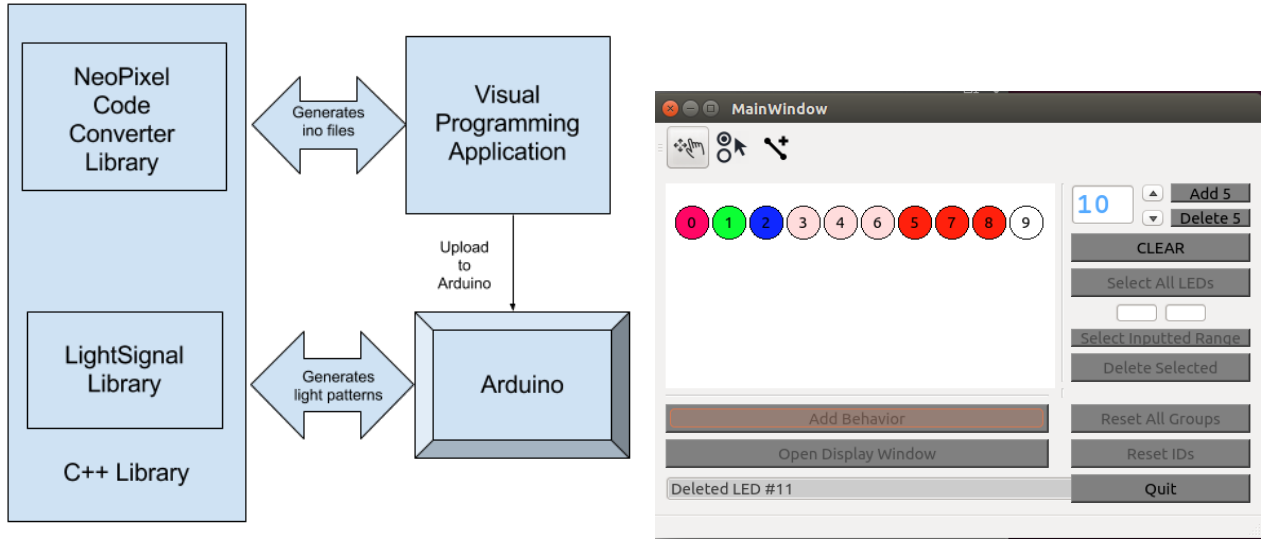 NeoPixel
Code
Converter
Library
Generates
ino files
Visual
Programming
Application
Upload
to
Arduino
LightSignal
Library
Generates
light patterns
Arduino
C++ Library
MainWindow
0 1 2 3 4 6 5 7 8 9
10
Add 5
Delete 5
CLEAR
Select All LEDs
Select Inputted Range
Delete Selected
Add Behavior
Reset All Groups
Open Display Window
Reset IDs
Deleted LED #11
Quit